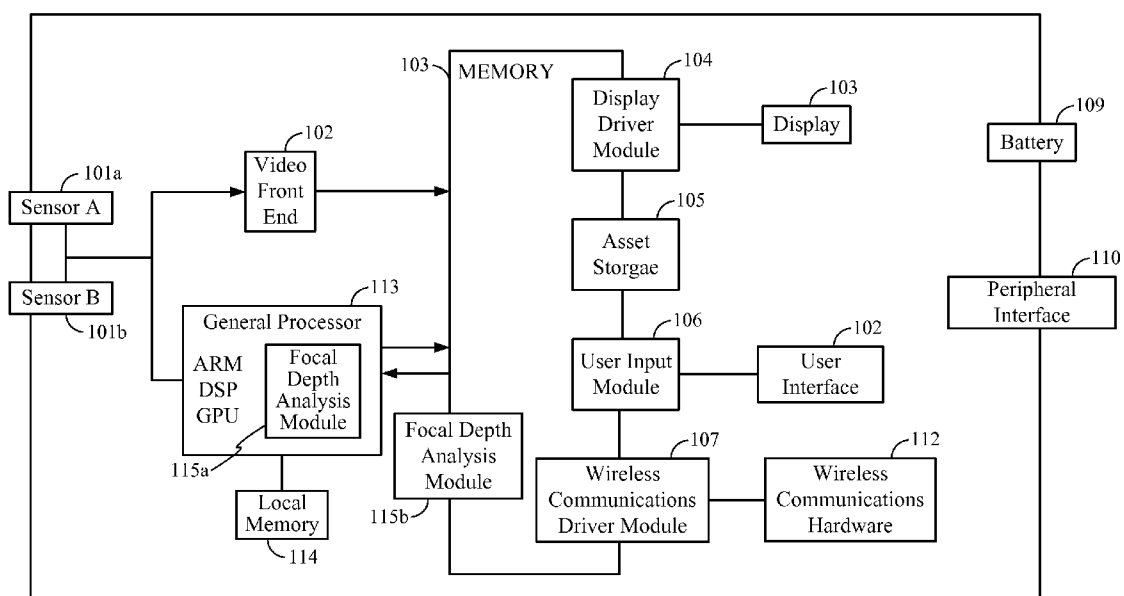 103
MEMORY
104
Display
Driver
Module
103
Display
109
Battery
102
Video
Front
End
101a
Sensor A
105
Asset
Storgae
Sensor B
101b
113
General Processor
ARM
DSP
GPU
Focal
Depth
Analysis
Module
115a
110
Peripheral
Interface
106
User Input
Module
102
User
Interface
Focal Depth
Analysis
Module
115b
107
Wireless
Communications
Driver Module
112
Wireless
Communications
Hardware
Local
Memory
114